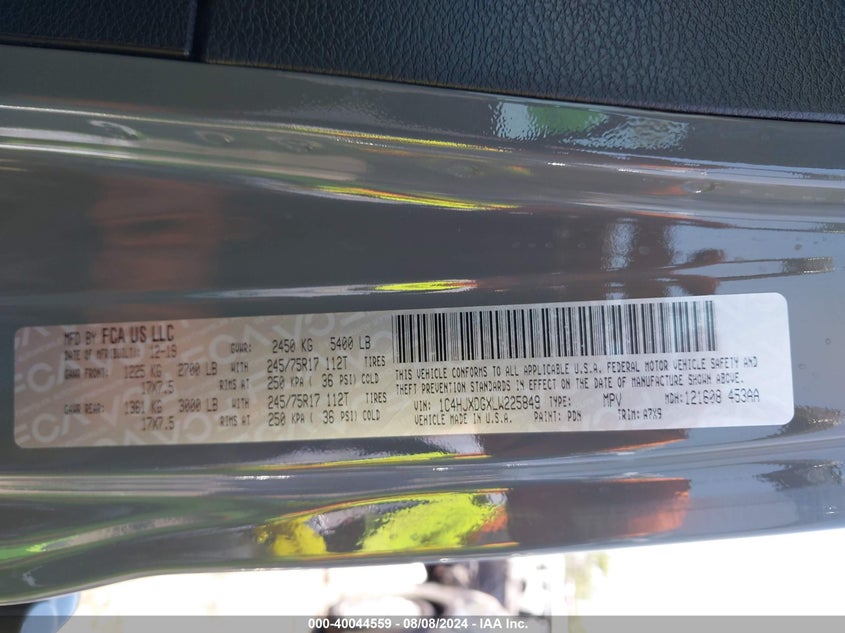 MFD BY FCA US LLC
DATE OF MFR(BUILT): 12-19 GVWR: 2450 KG 5400 LB
GAWR FRONT: 1225 KG 2700 LB WITH 245/75R17 112T TIRES
17X7.5 RIMS AT 250 KPA ( 36 PSI) COLD
GAWR REAR: 1361 KG 3000 LB WITH 245/75R17 112T TIRES
17X7.5 RIMS AT 250 KPA ( 36 PSI) COLD
THIS VEHICLE CONFORMS TO ALL APPLICABLE U.S.A. FEDERAL MOTOR VEHICLE SAFETY AND
THEFT PREVENTION STANDARDS IN EFFECT ON THE DATE OF MANUFACTURE SHOWN ABOVE.
VIN: 1C4HJXDGXLW225849 TYPE: MPV MDH: 121608 453AA
VEHICLE MADE IN U.S.A. PAINT: PDN TRIM: A7X9
000-40044559 | 08/08/2024 - IAA Inc.